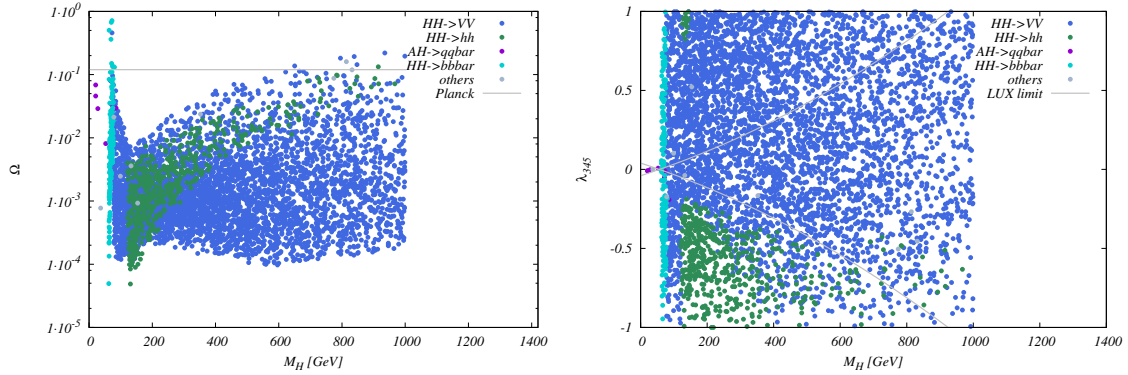 HH->VV
HH->hh
AH->qqbar
HH->bbbar
others
Planck
1·10⁰
1·10⁻¹
1·10⁻²
1·10⁻³
1·10⁻⁴
1·10⁻⁵
Ω
0 200 400 600 800 1000 1200 1400
M_H [GeV]
HH->VV
HH->hh
AH->qqbar
HH->bbbar
others
LUX limit
1
0.5
0
-0.5
-1
λ_345
0 200 400 600 800 1000 1200 1400
M_H [GeV]